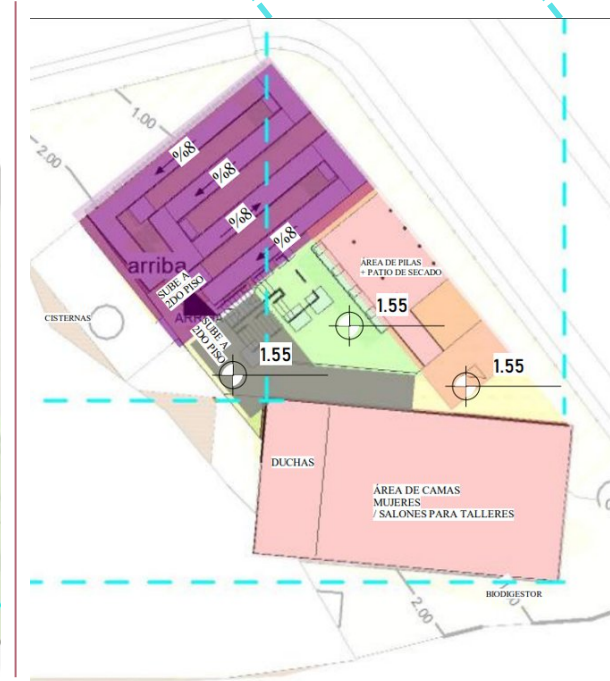 1.00
2.00
%8
%8
%8
%8
arriba
SUBE A
2DO PISO
ARRIBA
SUBE A
2DO PISO
CISTERNAS
ÁREA DE PILAS
+ PATIO DE SECADO
1.55
1.55
1.55
DUCHAS
ÁREA DE CAMAS
MUJERES
/ SALONES PARA TALLERES
BIODIGESTOR
2.00